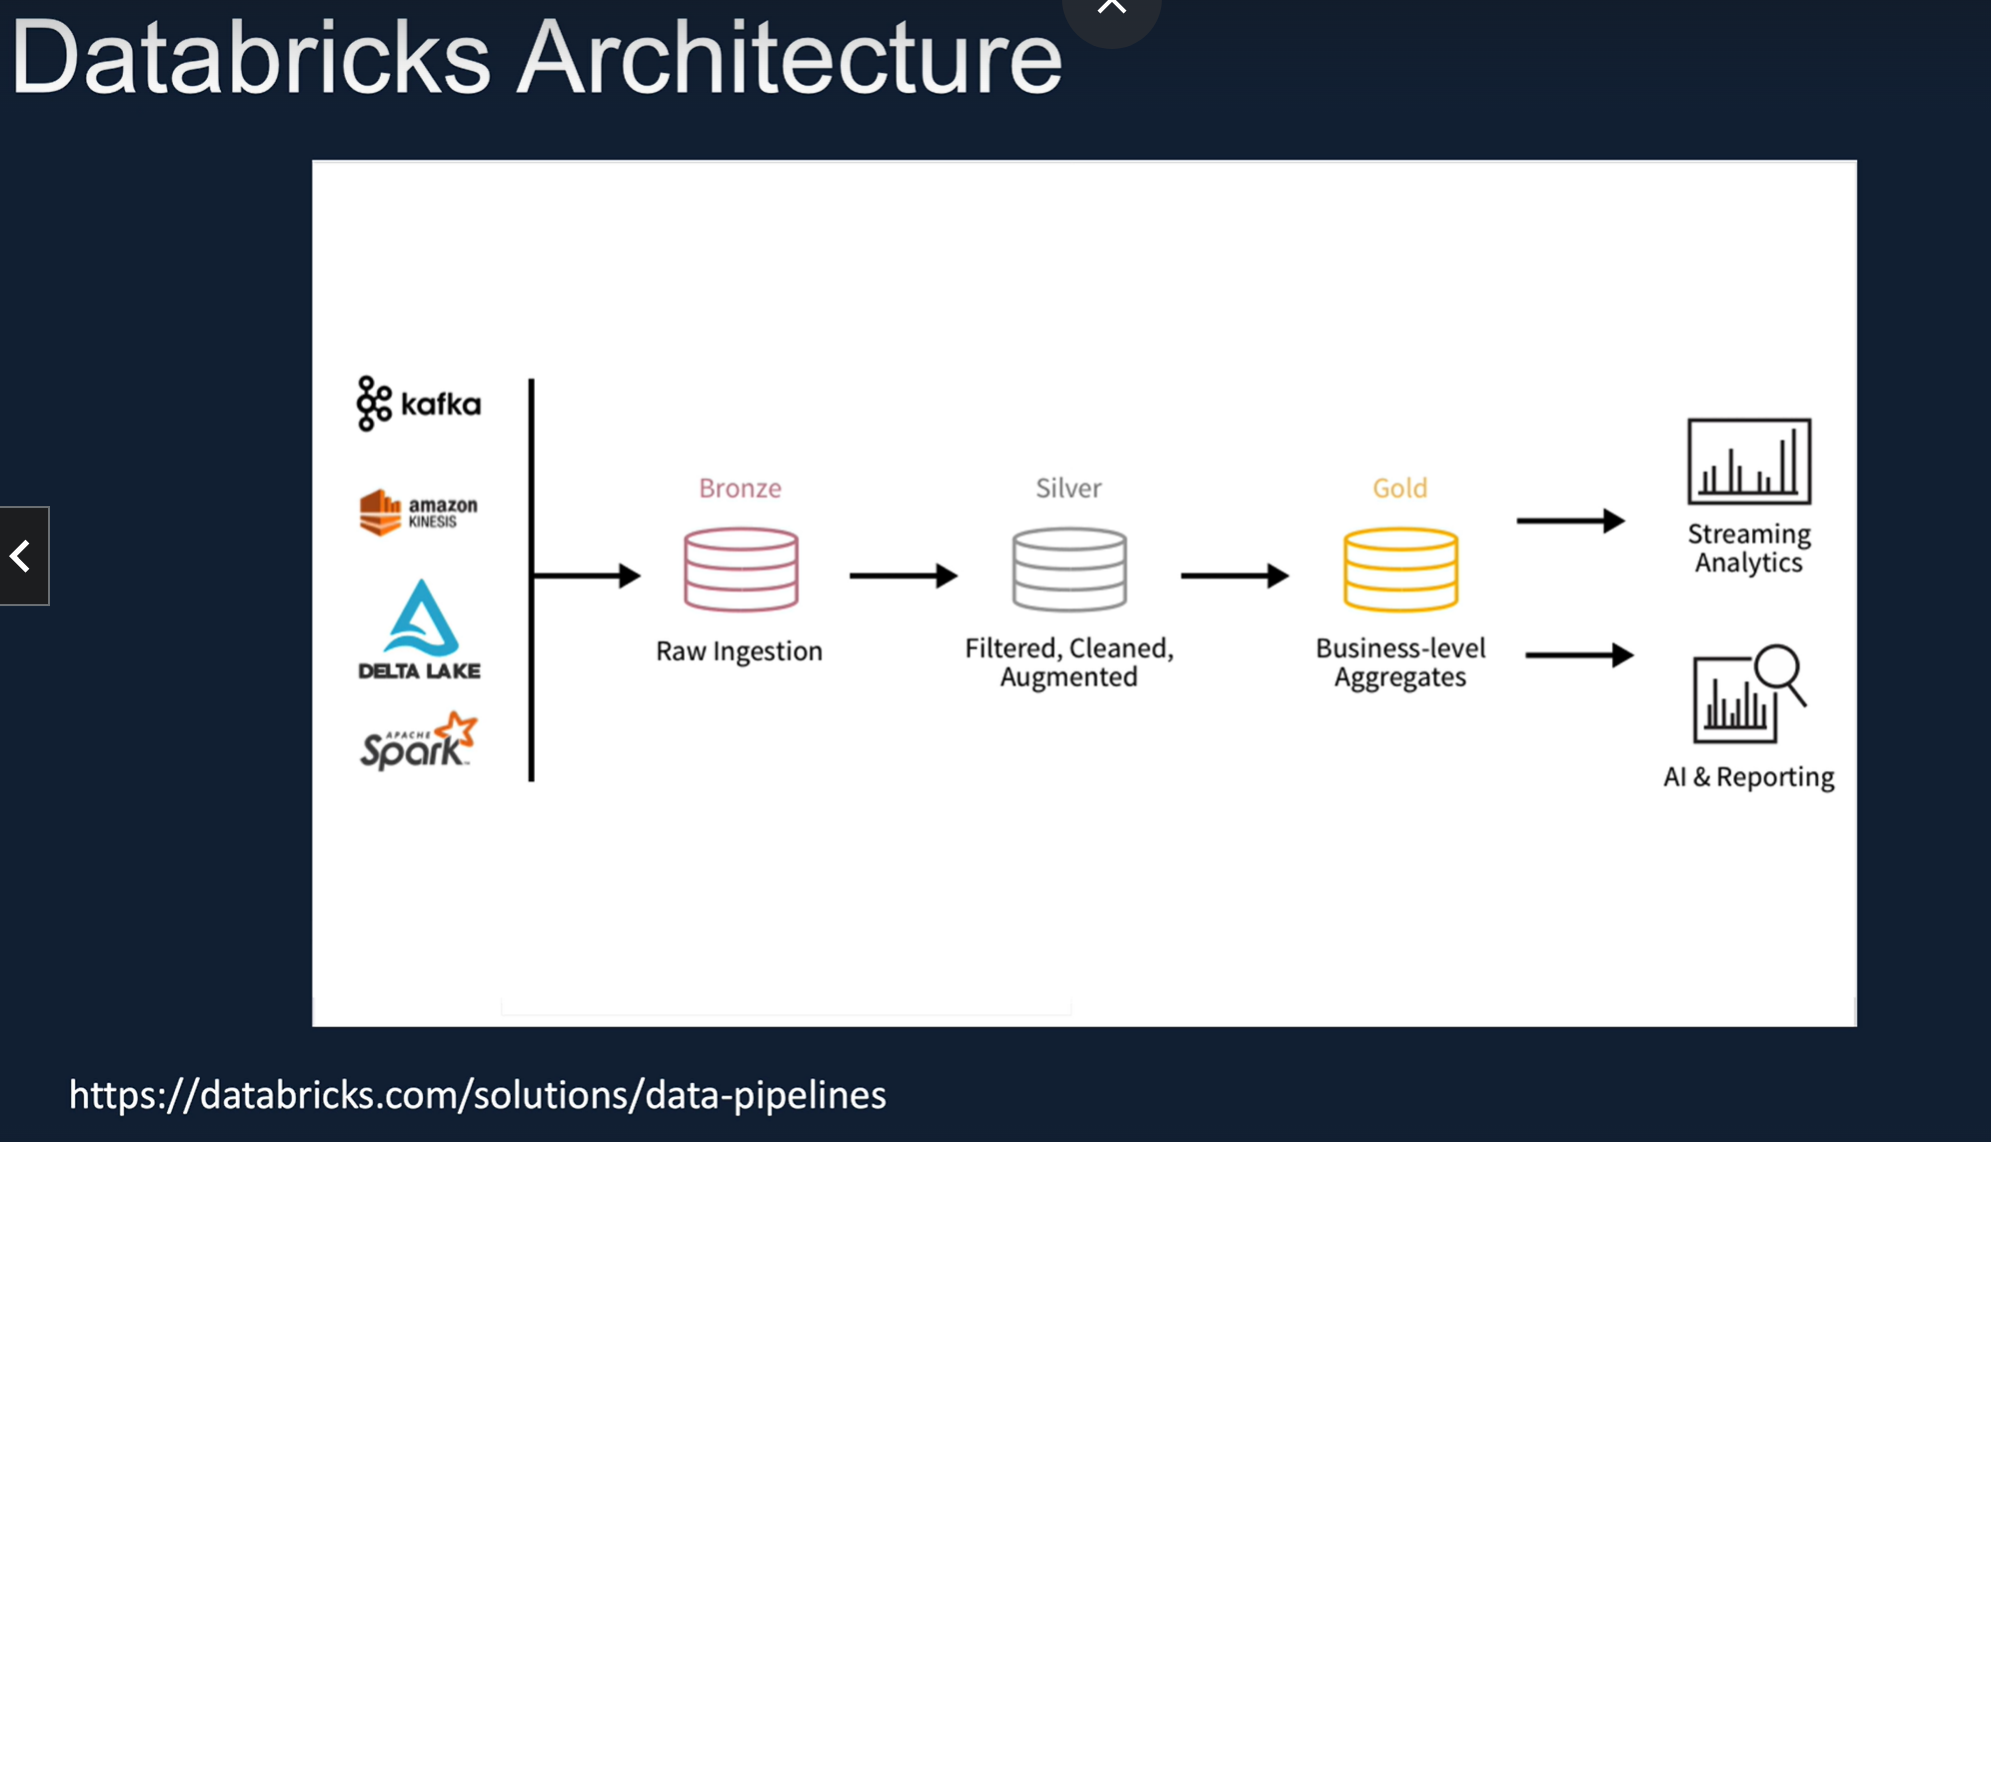 Databricks Architecture
kafka
amazon
KINESIS
DELTA LAKE
APACHE
Spark
Bronze
Raw Ingestion
Silver
Filtered, Cleaned,
Augmented
Gold
Business-level
Aggregates
Streaming
Analytics
AI & Reporting
https://databricks.com/solutions/data-pipelines